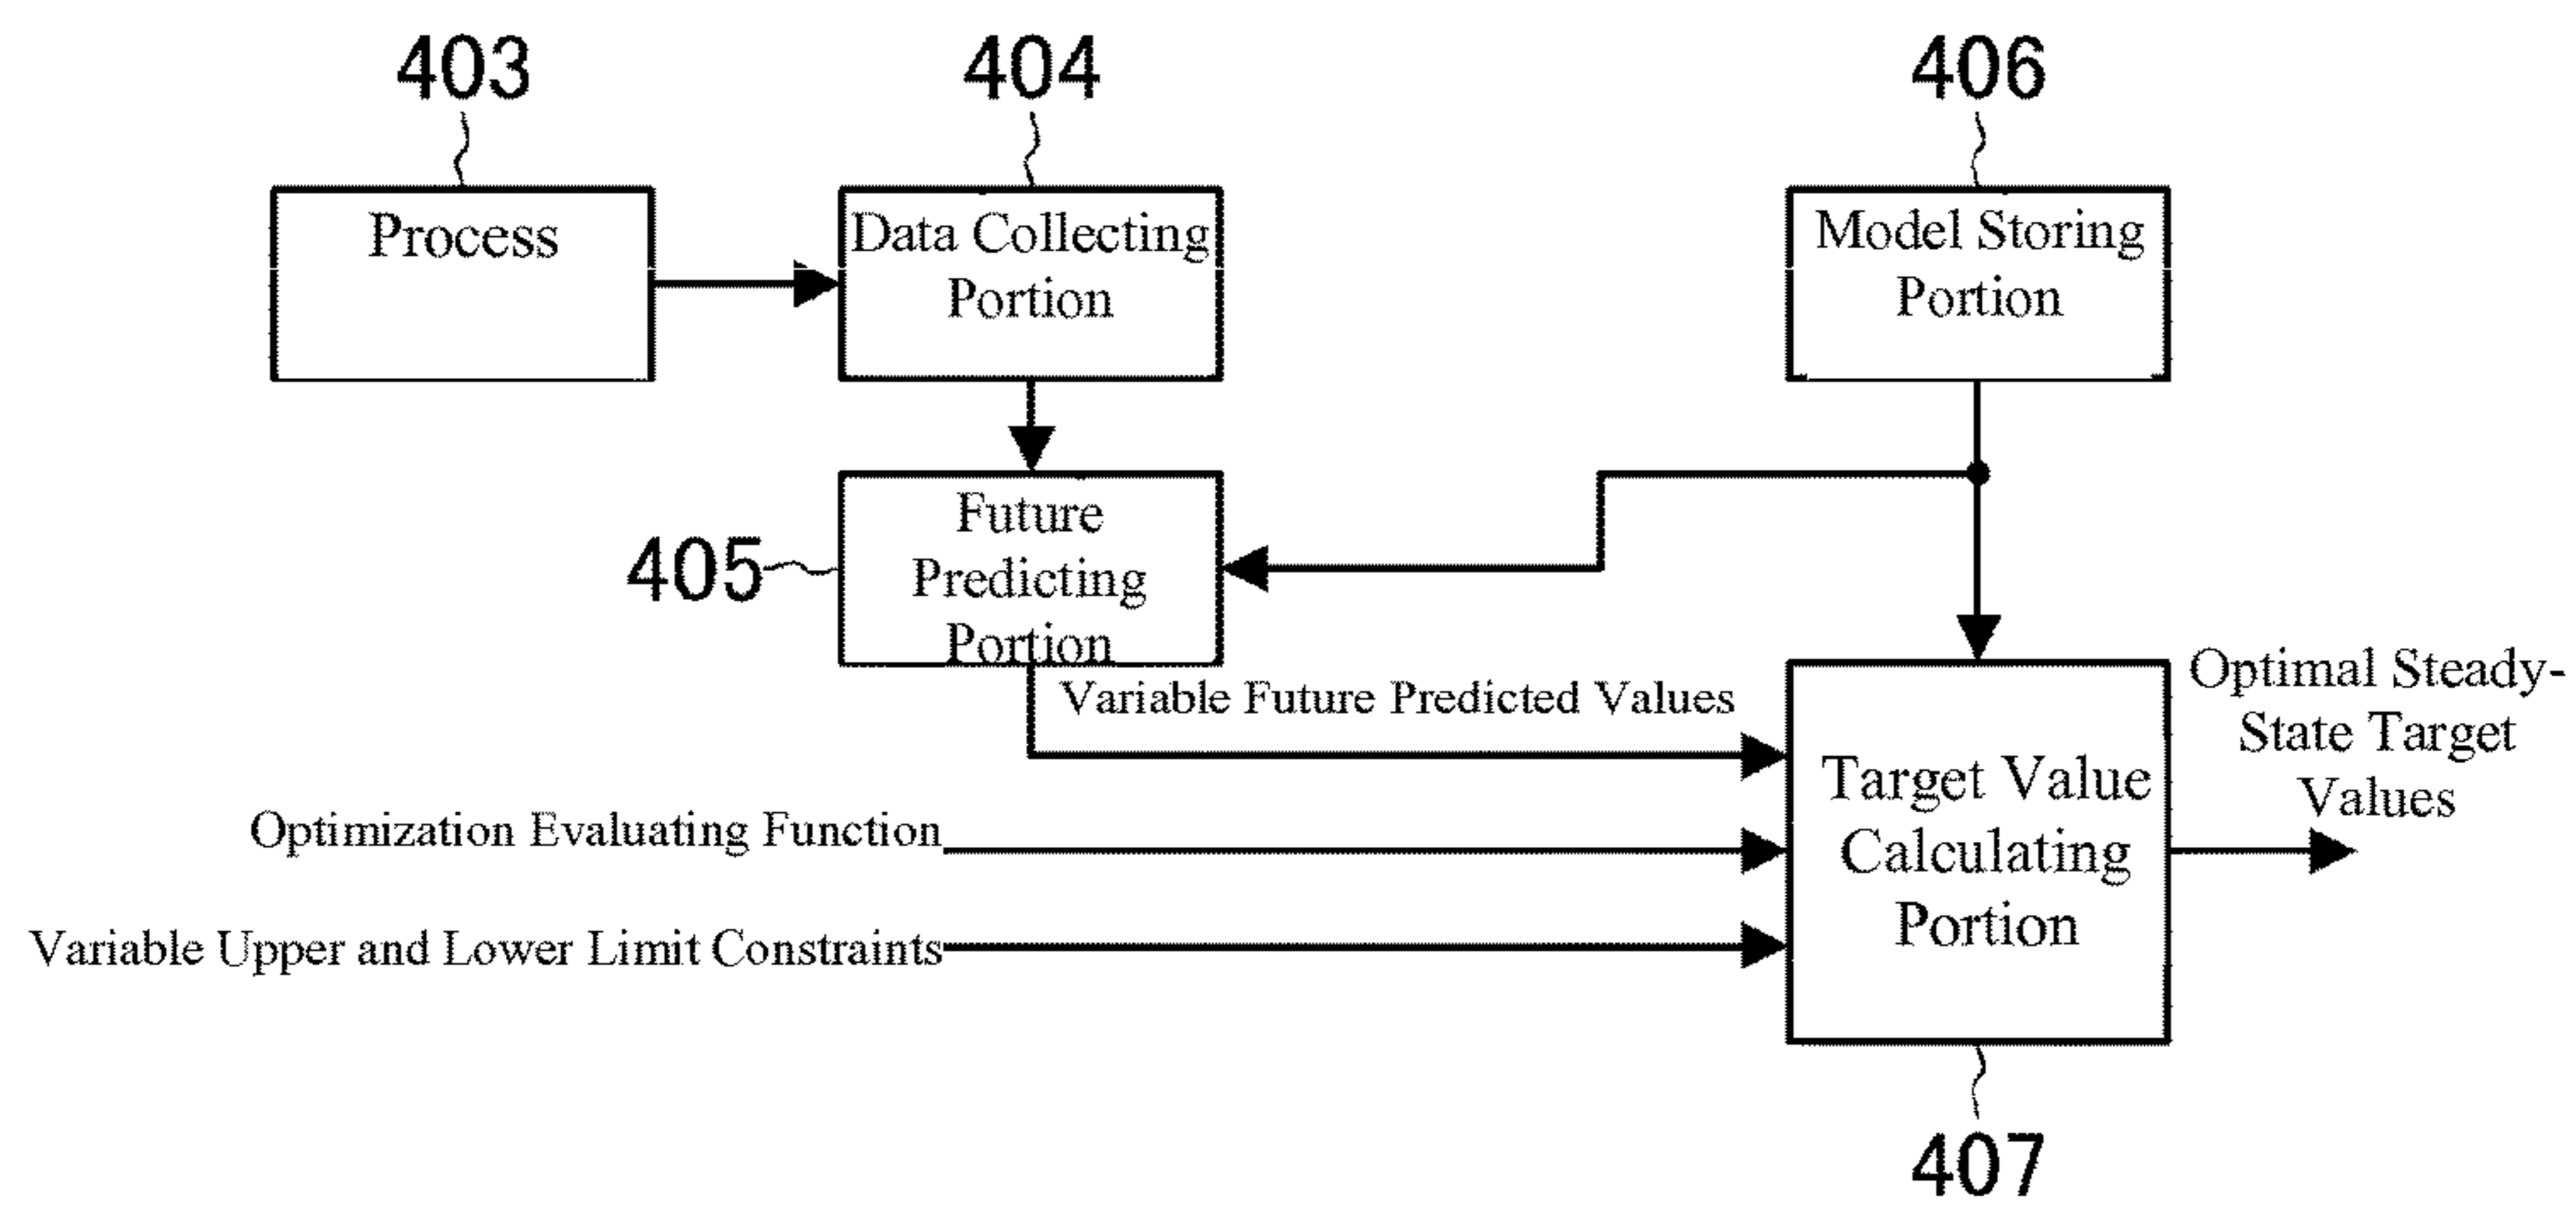 403
404
406
Process
Data Collecting
Portion
Model Storing
Portion
405
Future
Predicting
Portion
Variable Future Predicted Values
Optimization Evaluating Function
Variable Upper and Lower Limit Constraints
Target Value
Calculating
Portion
Optimal Steady-
State Target
Values
407